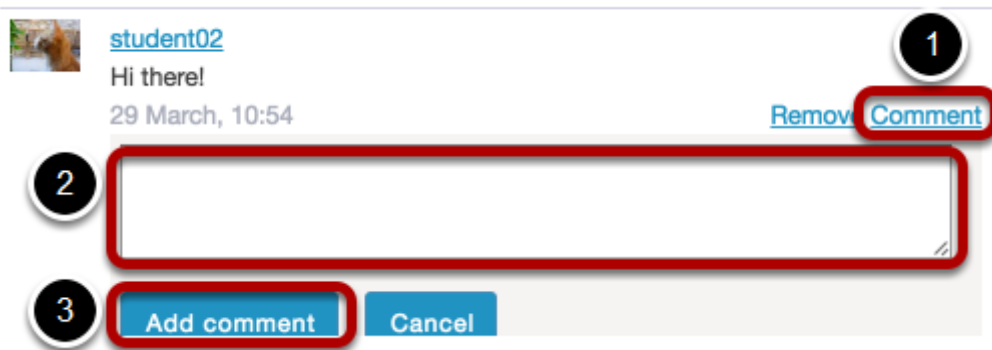 student02
1
Hi there!
29 March, 10:54
Remove Comment
2
3
Add comment
Cancel